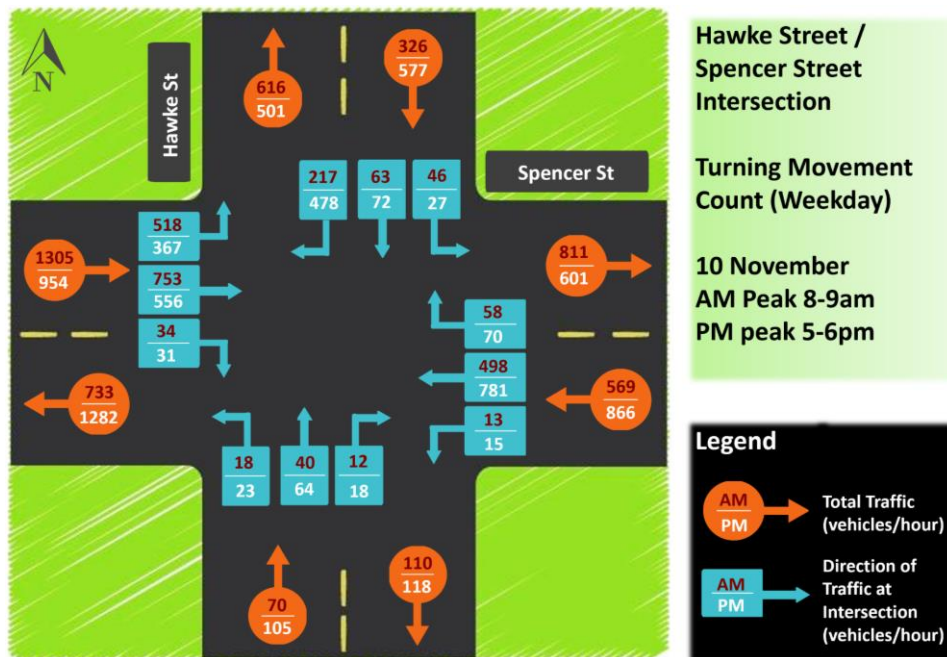 N
Hawke St
616
501
326
577
217
478
63
72
46
27
Spencer St
1305
954
518
367
753
556
34
31
811
601
58
70
498
781
13
15
733
1282
569
866
18
23
40
64
12
18
70
105
110
118
Hawke Street /
Spencer Street
Intersection
Turning Movement
Count (Weekday)
10 November
AM Peak 8-9am
PM peak 5-6pm
Legend
AM
PM
Total Traffic
(vehicles/hour)
AM
PM
Direction of
Traffic at
Intersection
(vehicles/hour)